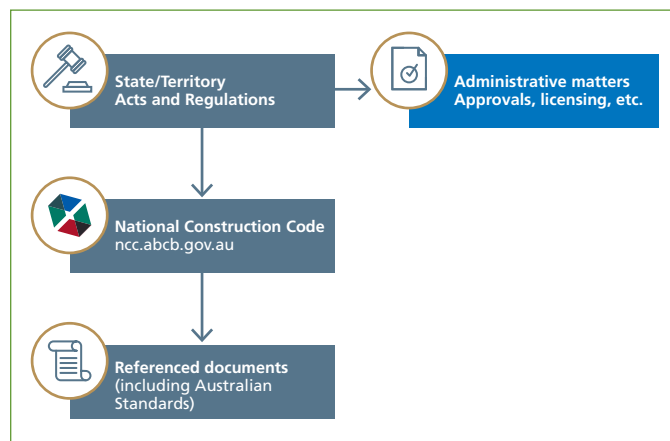 State/Territory
Acts and Regulations
Administrative matters
Approvals, licensing, etc.
National Construction Code
ncc.abcb.gov.au
Referenced documents
(including Australian
Standards)